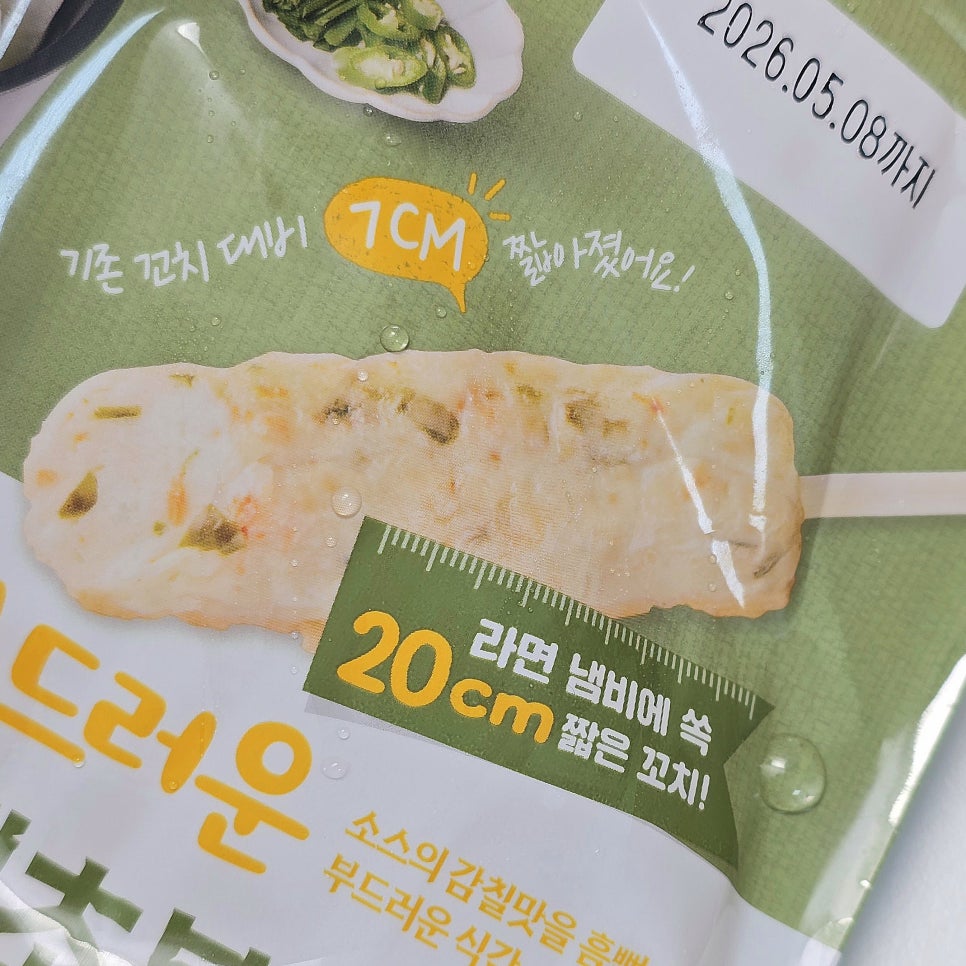 2026.05.08까지
기존 꼬치 대비 7CM 짧아졌어요!
20cm 라면 냄비에 쏙
짧은 꼬치!
드러운
소스의 감칠맛을 흠뻑
부드러운 식감